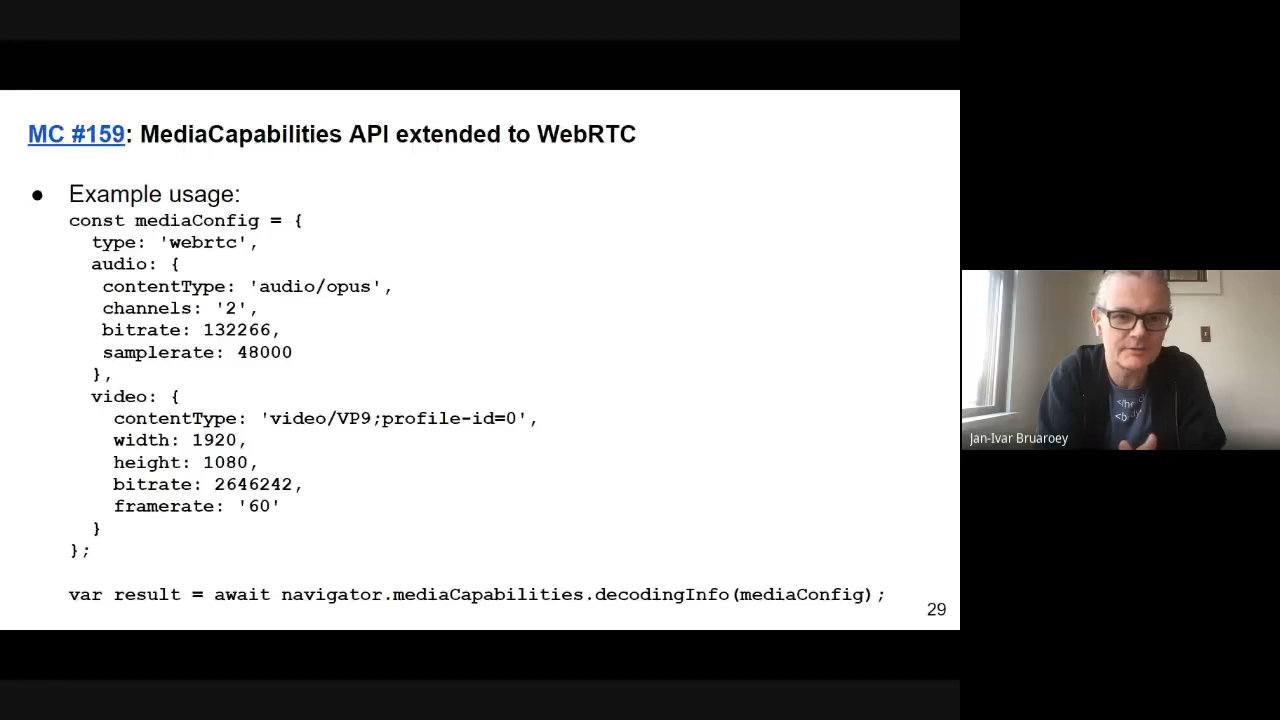 MC #159: MediaCapabilities API extended to WebRTC
● Example usage:
const mediaConfig = {
type: 'webrtc',
audio: {
contentType: 'audio/opus',
channels: '2',
bitrate: 132266,
samplerate: 48000
},
video: {
contentType: 'video/VP9;profile-id=0',
width: 1920,
height: 1080,
bitrate: 2646242,
framerate: '60'
}
};
var result = await navigator.mediaCapabilities.decodingInfo(mediaConfig);
29
</head>
<body>
Jan-Ivar Bruaroey